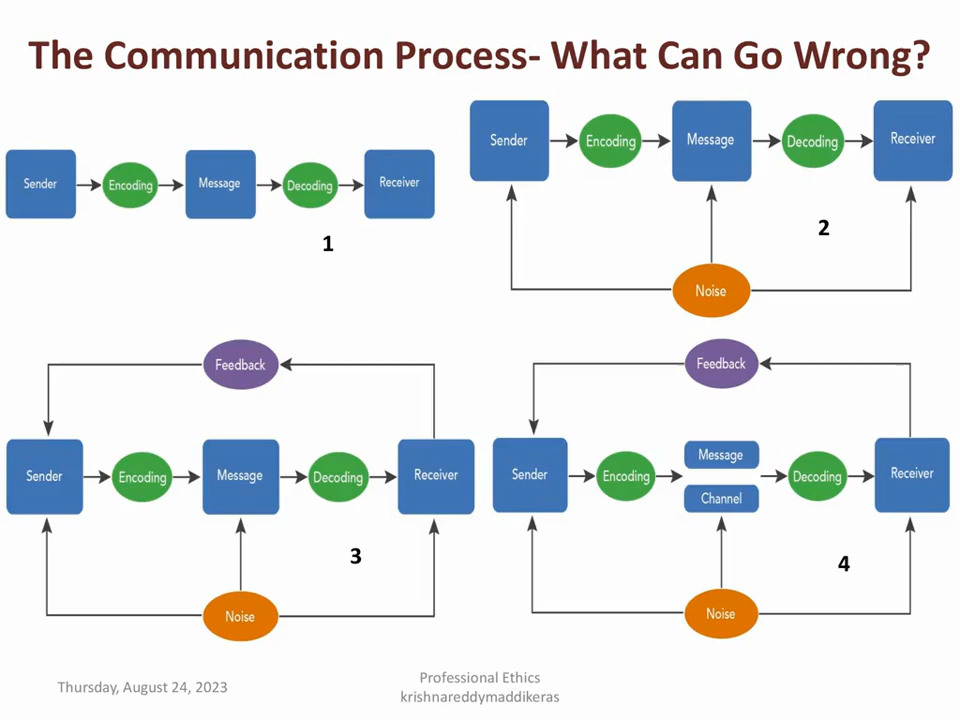 The Communication Process- What Can Go Wrong?
Sender
Encoding
Message
Decoding
Receiver
1
Sender
Encoding
Message
Decoding
Receiver
2
Noise
Feedback
Sender
Encoding
Message
Decoding
Receiver
3
Noise
Feedback
Sender
Encoding
Message
Channel
Decoding
Receiver
4
Noise
Thursday, August 24, 2023
Professional Ethics
krishnareddymaddikeras